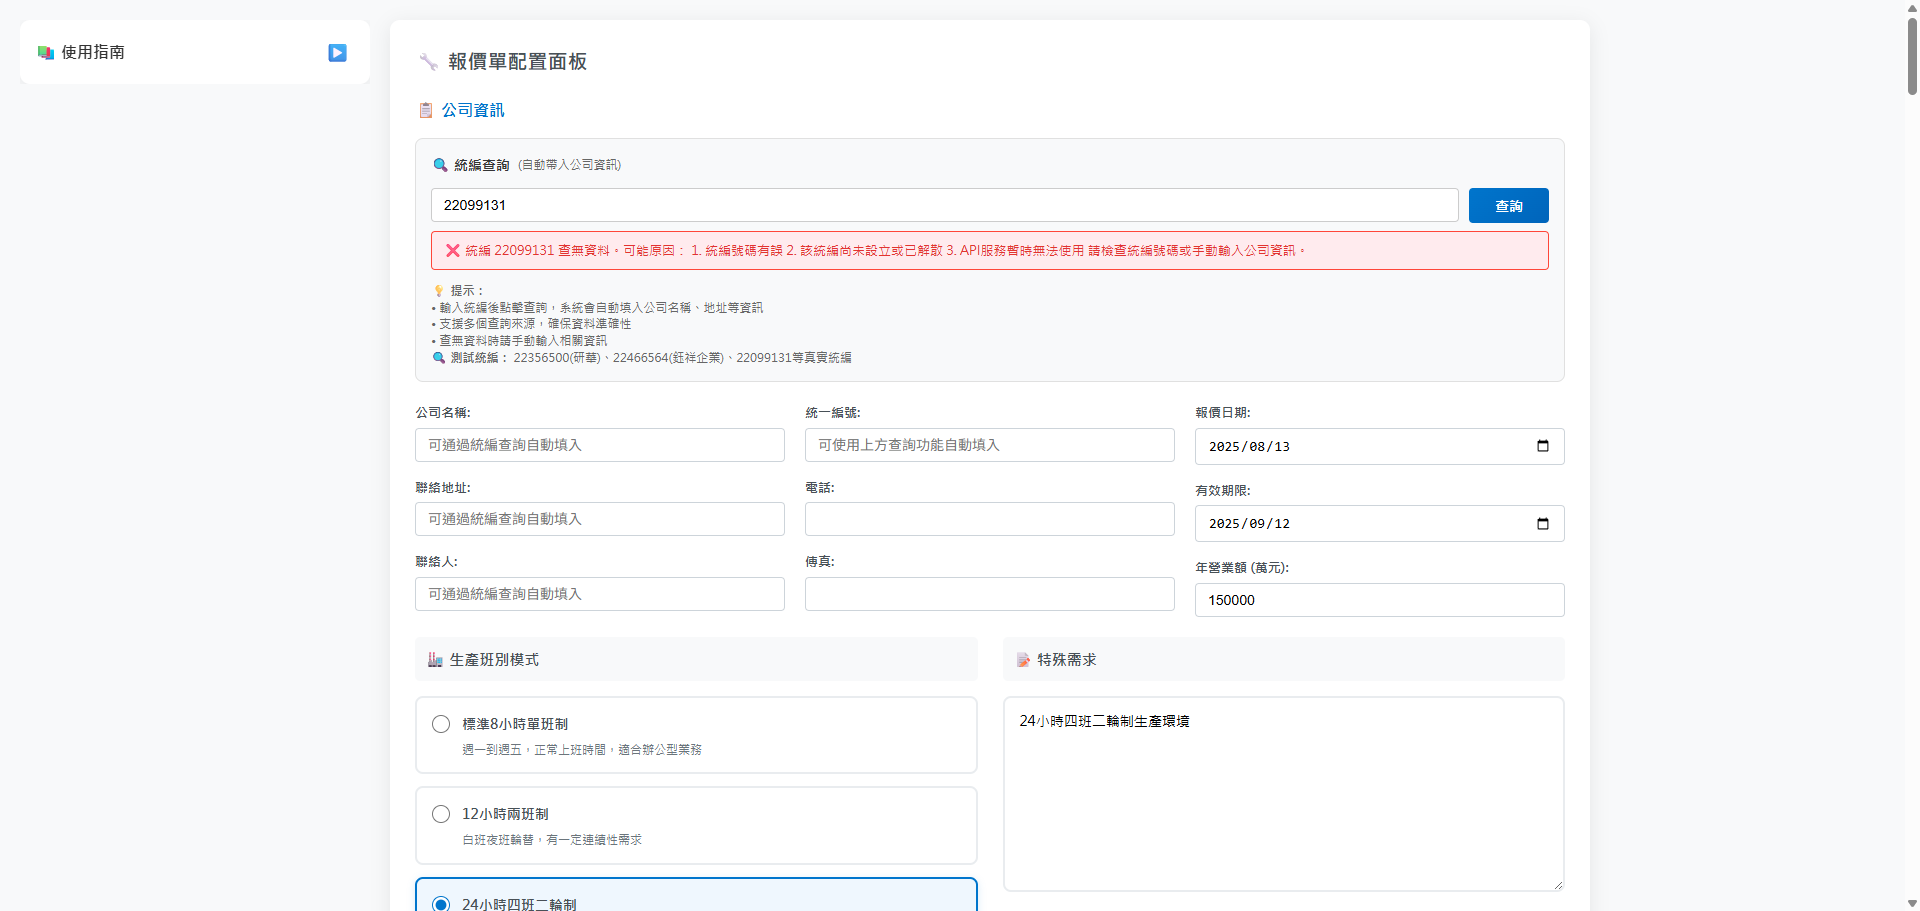 使用指南
報價單配置面板
公司資訊
統編查詢 (自動帶入公司資訊)
22099131
查詢
統編 22099131 查無資料。可能原因： 1. 統編號碼有誤 2. 該統編尚未設立或已解散 3. API服務暫時無法使用 請檢查統編號碼或手動輸入公司資訊。
提示：
• 輸入統編後點擊查詢，系統會自動填入公司名稱、地址等資訊
• 支援多個查詢來源，確保資料準確性
• 查無資料時請手動輸入相關資訊
測試統編： 22356500(研華)、22466564(鈺祥企業)、22099131等真實統編
公司名稱:
可通過統編查詢自動填入
統一編號:
可使用上方查詢功能自動填入
報價日期:
2025/08/13
聯絡地址:
可通過統編查詢自動填入
電話:
有效期限:
2025/09/12
聯絡人:
可通過統編查詢自動填入
傳真:
年營業額 (萬元):
150000
生產班別模式
標準8小時單班制
週一到週五，正常上班時間，適合辦公型業務
12小時兩班制
白班夜班輪替，有一定連續性需求
24小時四班二輪制
特殊需求
24小時四班二輪制生產環境